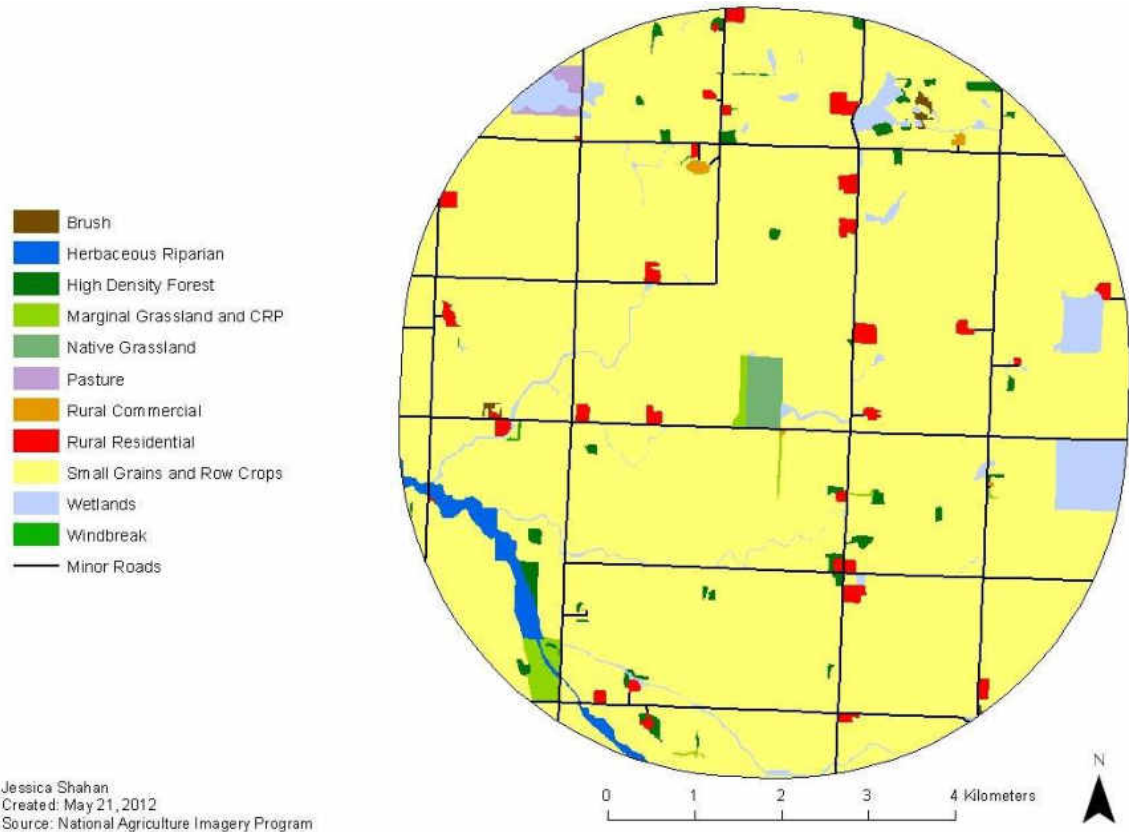 Brush
Herbaceous Riparian
High Density Forest
Marginal Grassland and CRP
Native Grassland
Pasture
Rural Commercial
Rural Residential
Small Grains and Row Crops
Wetlands
Windbreak
Minor Roads
Jessica Shahan
Created: May 21, 2012
Source: National Agriculture Imagery Program
0 1 2 3 4 Kilometers
N